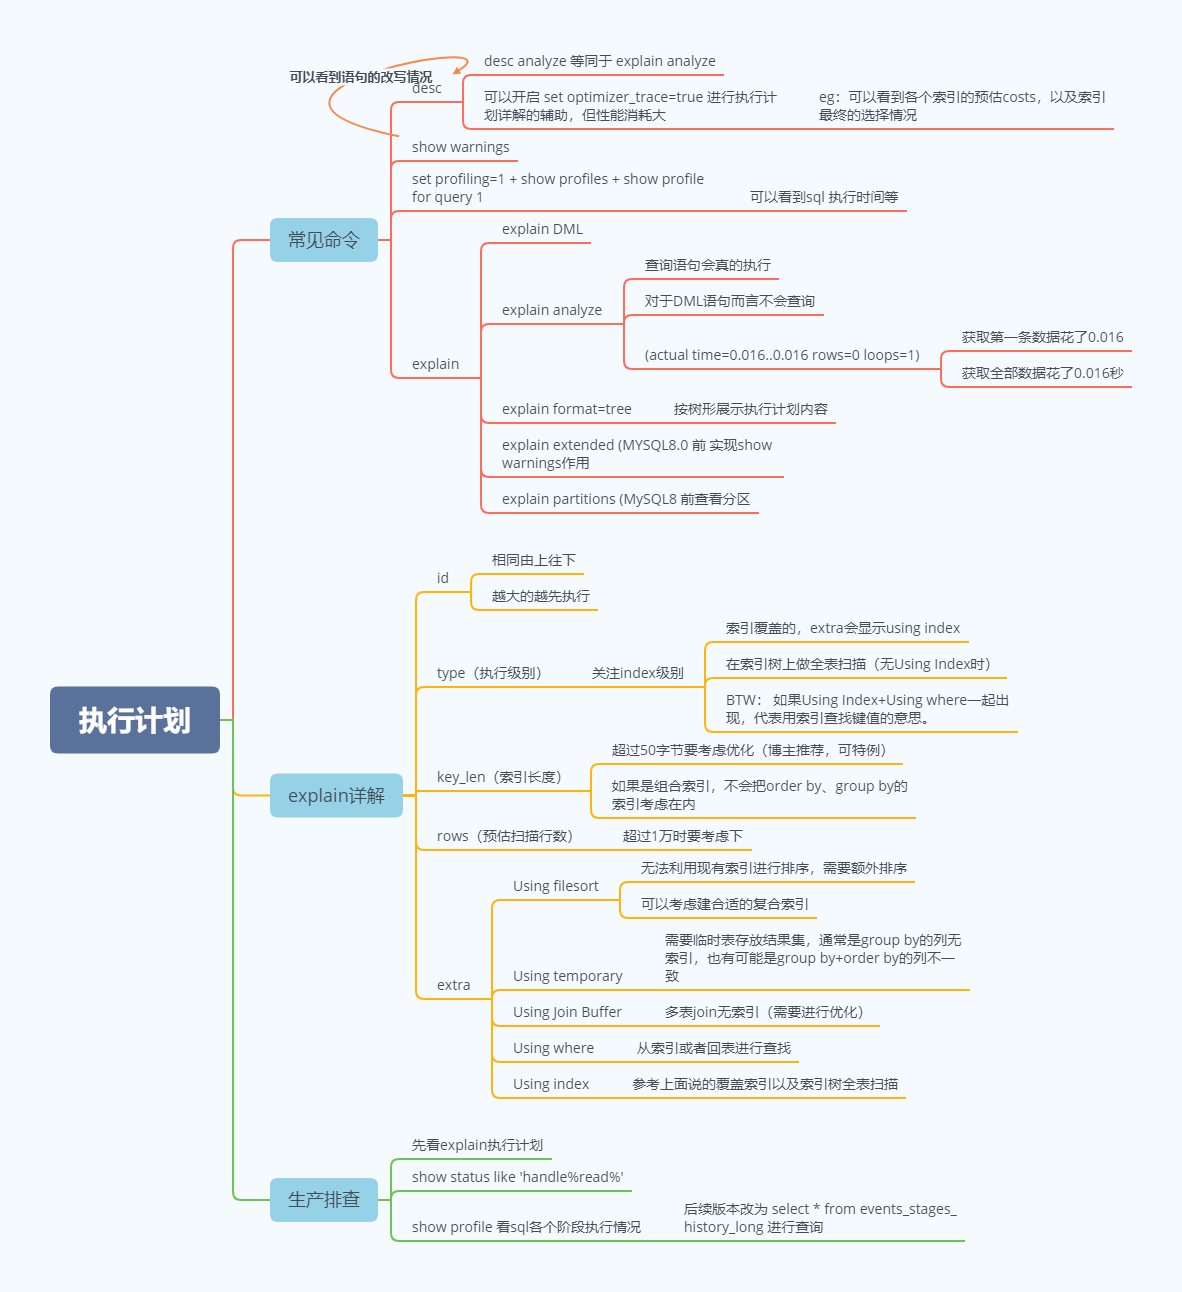 执行计划
常见命令
可以看到语句的改写情况
desc
desc analyze 等同于 explain analyze
可以开启 set optimizer_trace=true 进行执行计
划详解的辅助，但性能消耗大
eg：可以看到各个索引的预估costs，以及索引
最终的选择情况
show warnings
set profiling=1 + show profiles + show profile
for query 1
可以看到sql 执行时间等
explain
explain DML
explain analyze
查询语句会真的执行
对于DML语句而言不会查询
(actual time=0.016..0.016 rows=0 loops=1)
获取第一条数据花了0.016
获取全部数据花了0.016秒
explain format=tree
按树形展示执行计划内容
explain extended (MYSQL8.0 前 实现show
warnings作用
explain partitions (MySQL8 前查看分区
explain详解
id
相同由上往下
越大的越先执行
type（执行级别）
关注index级别
索引覆盖的，extra会显示using index
在索引树上做全表扫描（无Using Index时）
BTW： 如果Using Index+Using where一起出
现，代表用索引查找键值的意思。
key_len（索引长度）
超过50字节要考虑优化（博主推荐，可特例）
如果是组合索引，不会把order by、group by的
索引考虑在内
rows（预估扫描行数）
超过1万时要考虑下
extra
Using filesort
无法利用现有索引进行排序，需要额外排序
可以考虑建合适的复合索引
Using temporary
需要临时表存放结果集，通常是group by的列无
索引，也有可能是group by+order by的列不一
致
Using Join Buffer
多表join无索引（需要进行优化）
Using where
从索引或者回表进行查找
Using index
参考上面说的覆盖索引以及索引树全表扫描
生产排查
先看explain执行计划
show status like 'handle%read%'
show profile 看sql各个阶段执行情况
后续版本改为 select * from events_stages_
history_long 进行查询